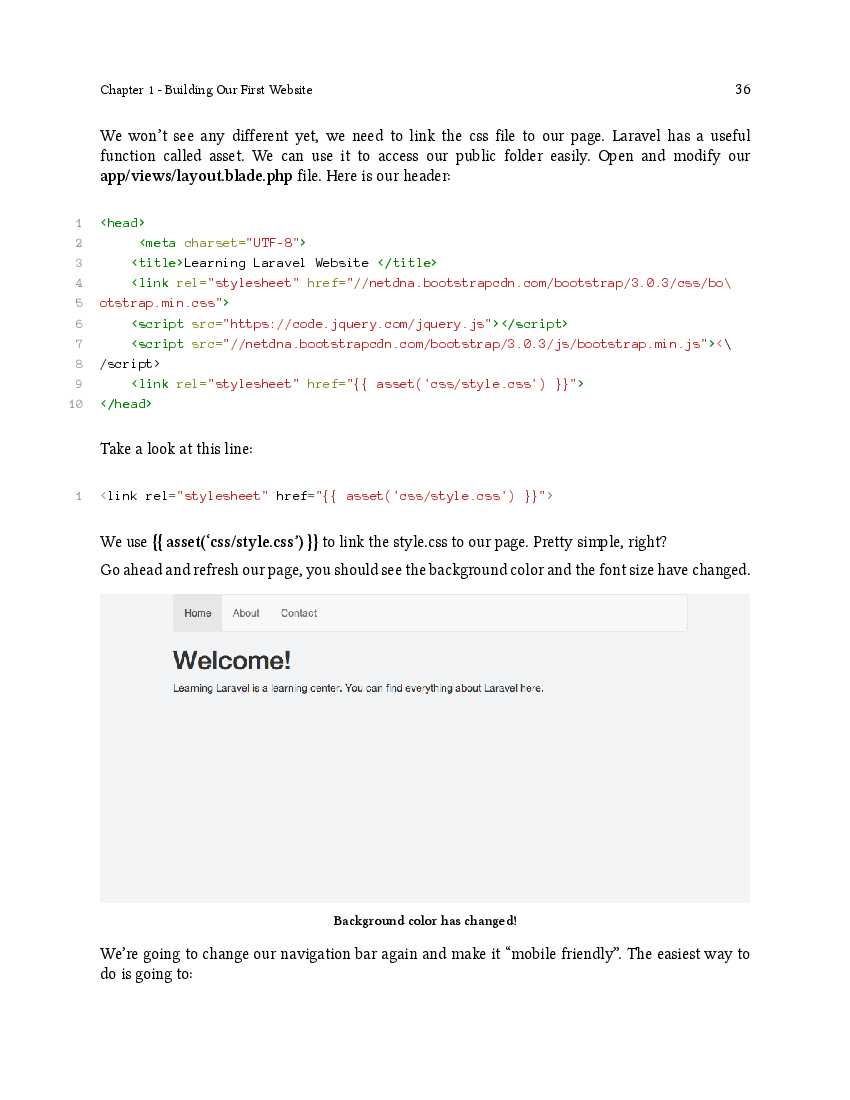 Chapter 1 - Building Our First Website 36
We won’t see any different yet, we need to link the css file to our page. Laravel has a useful
function called asset. We can use it to access our public folder easily. Open and modify our
app/views/layout.blade.php file. Here is our header:
1 <head>
2 <meta charset="UTF-8">
3 <title>Learning Laravel Website </title>
4 <link rel="stylesheet" href="//netdna.bootstrapcdn.com/bootstrap/3.0.3/css/bo\
5 otstrap.min.css">
6 <script src="https://code.jquery.com/jquery.js"></script>
7 <script src="//netdna.bootstrapcdn.com/bootstrap/3.0.3/js/bootstrap.min.js"><\
8 /script>
9 <link rel="stylesheet" href="{{ asset('css/style.css') }}">
10 </head>
Take a look at this line:
1 <link rel="stylesheet" href="{{ asset('css/style.css') }}">
We use {{ asset(‘css/style.css’) }} to link the style.css to our page. Pretty simple, right?
Go ahead and refresh our page, you should see the background color and the font size have changed.
Home About Contact
Welcome!
Learning Laravel is a learning center. You can find everything about Laravel here.
Background color has changed!
We’re going to change our navigation bar again and make it “mobile friendly”. The easiest way to
do is going to: